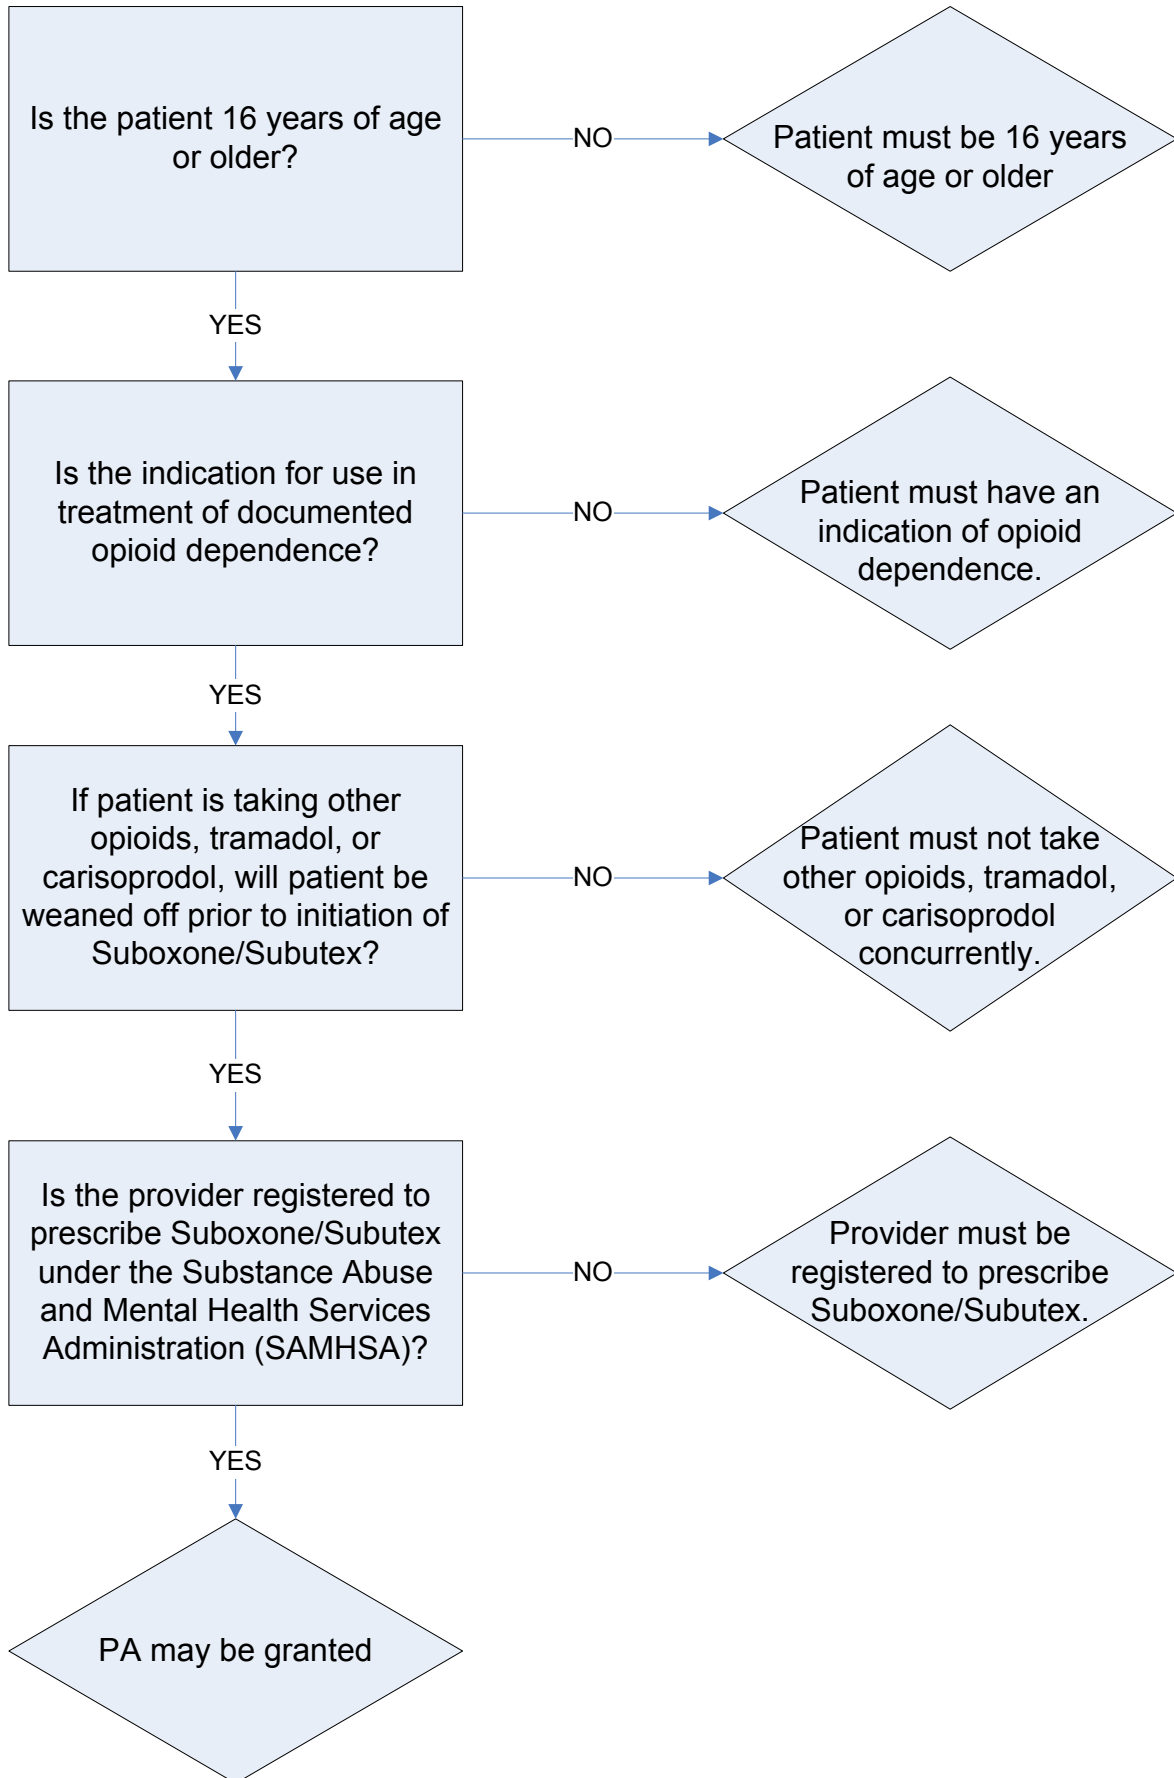 Is the patient 16 years of age
or older?
NO
Patient must be 16 years
of age or older
YES
Is the indication for use in
treatment of documented
opioid dependence?
NO
Patient must have an
indication of opioid
dependence.
YES
If patient is taking other
opioids, tramadol, or
carisoprodol, will patient be
weaned off prior to initiation of
Suboxone/Subutex?
NO
Patient must not take
other opioids, tramadol,
or carisoprodol
concurrently.
YES
Is the provider registered to
prescribe Suboxone/Subutex
under the Substance Abuse
and Mental Health Services
Administration (SAMHSA)?
NO
Provider must be
registered to prescribe
Suboxone/Subutex.
YES
PA may be granted